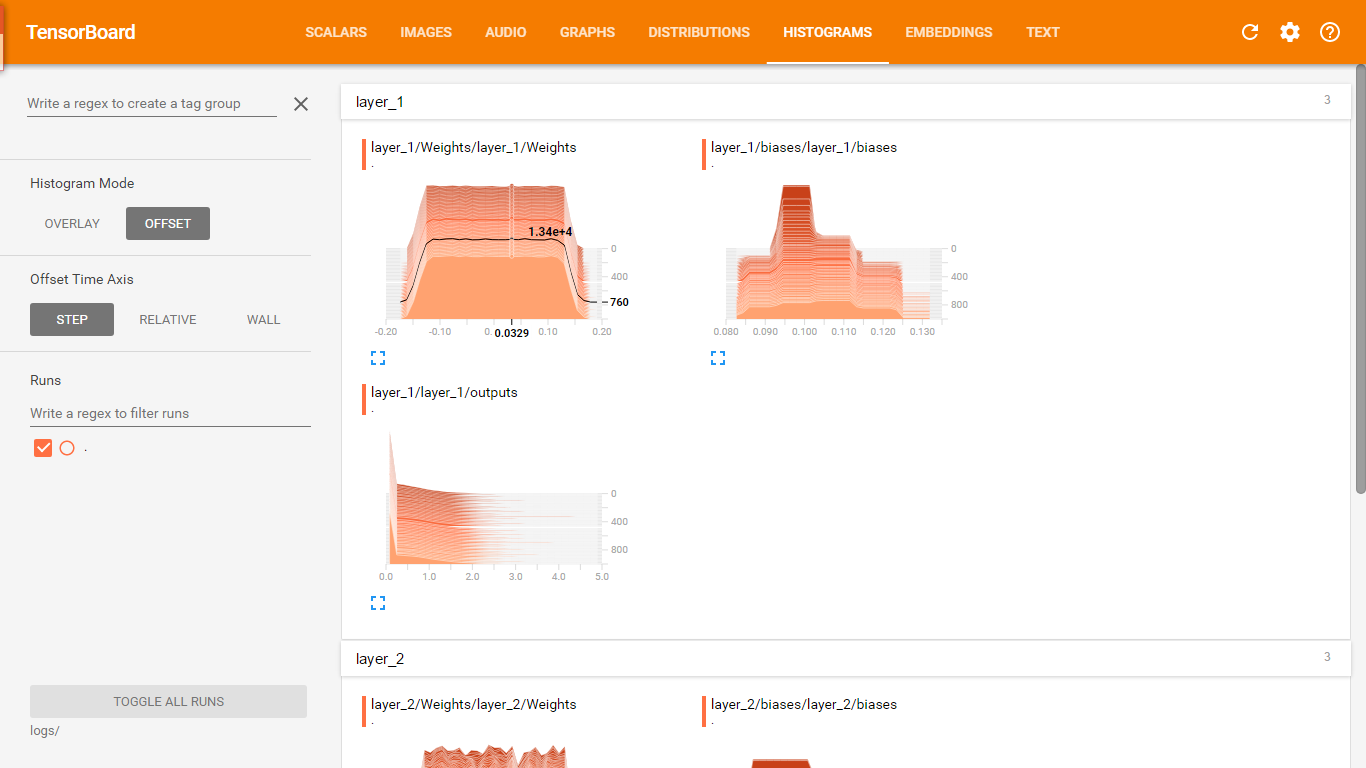 TensorBoard
SCALARS IMAGES AUDIO GRAPHS DISTRIBUTIONS HISTOGRAMS EMBEDDINGS TEXT
Write a regex to create a tag group
Histogram Mode
OVERLAY OFFSET
Offset Time Axis
STEP RELATIVE WALL
Runs
Write a regex to filter runs
.
TOGGLE ALL RUNS
logs/
layer_1 3
layer_1/Weights/layer_1/Weights
.
1.34e+4
0
400
760
-0.20 -0.10 0.0329 0.10 0.20
layer_1/biases/layer_1/biases
.
0
400
800
0.080 0.090 0.100 0.110 0.120 0.130
layer_1/layer_1/outputs
.
0
400
800
0.0 1.0 2.0 3.0 4.0 5.0
layer_2 3
layer_2/Weights/layer_2/Weights
.
layer_2/biases/layer_2/biases
.